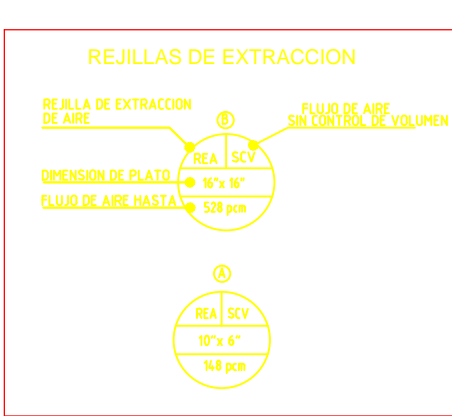 REJILLAS DE EXTRACCION
REJILLA DE EXTRACCION
DE AIRE
FLUJO DE AIRE
SIN CONTROL DE VOLUMEN
B
REA SCV
DIMENSION DE PLATO
16"x 16"
FLUJO DE AIRE HASTA
528 pcm
A
REA SCV
10"x 6"
148 pcm